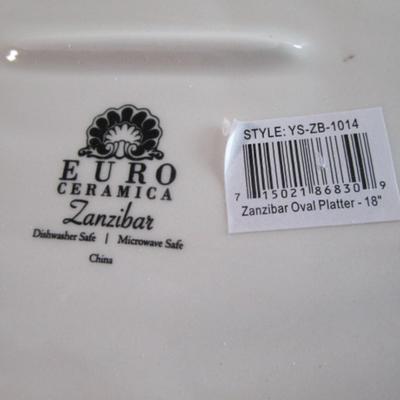 EURO
CERAMICA
Zanzibar
Dishwasher Safe | Microwave Safe
China
STYLE: YS-ZB-1014
7 15021 86830 9
Zanzibar Oval Platter - 18"